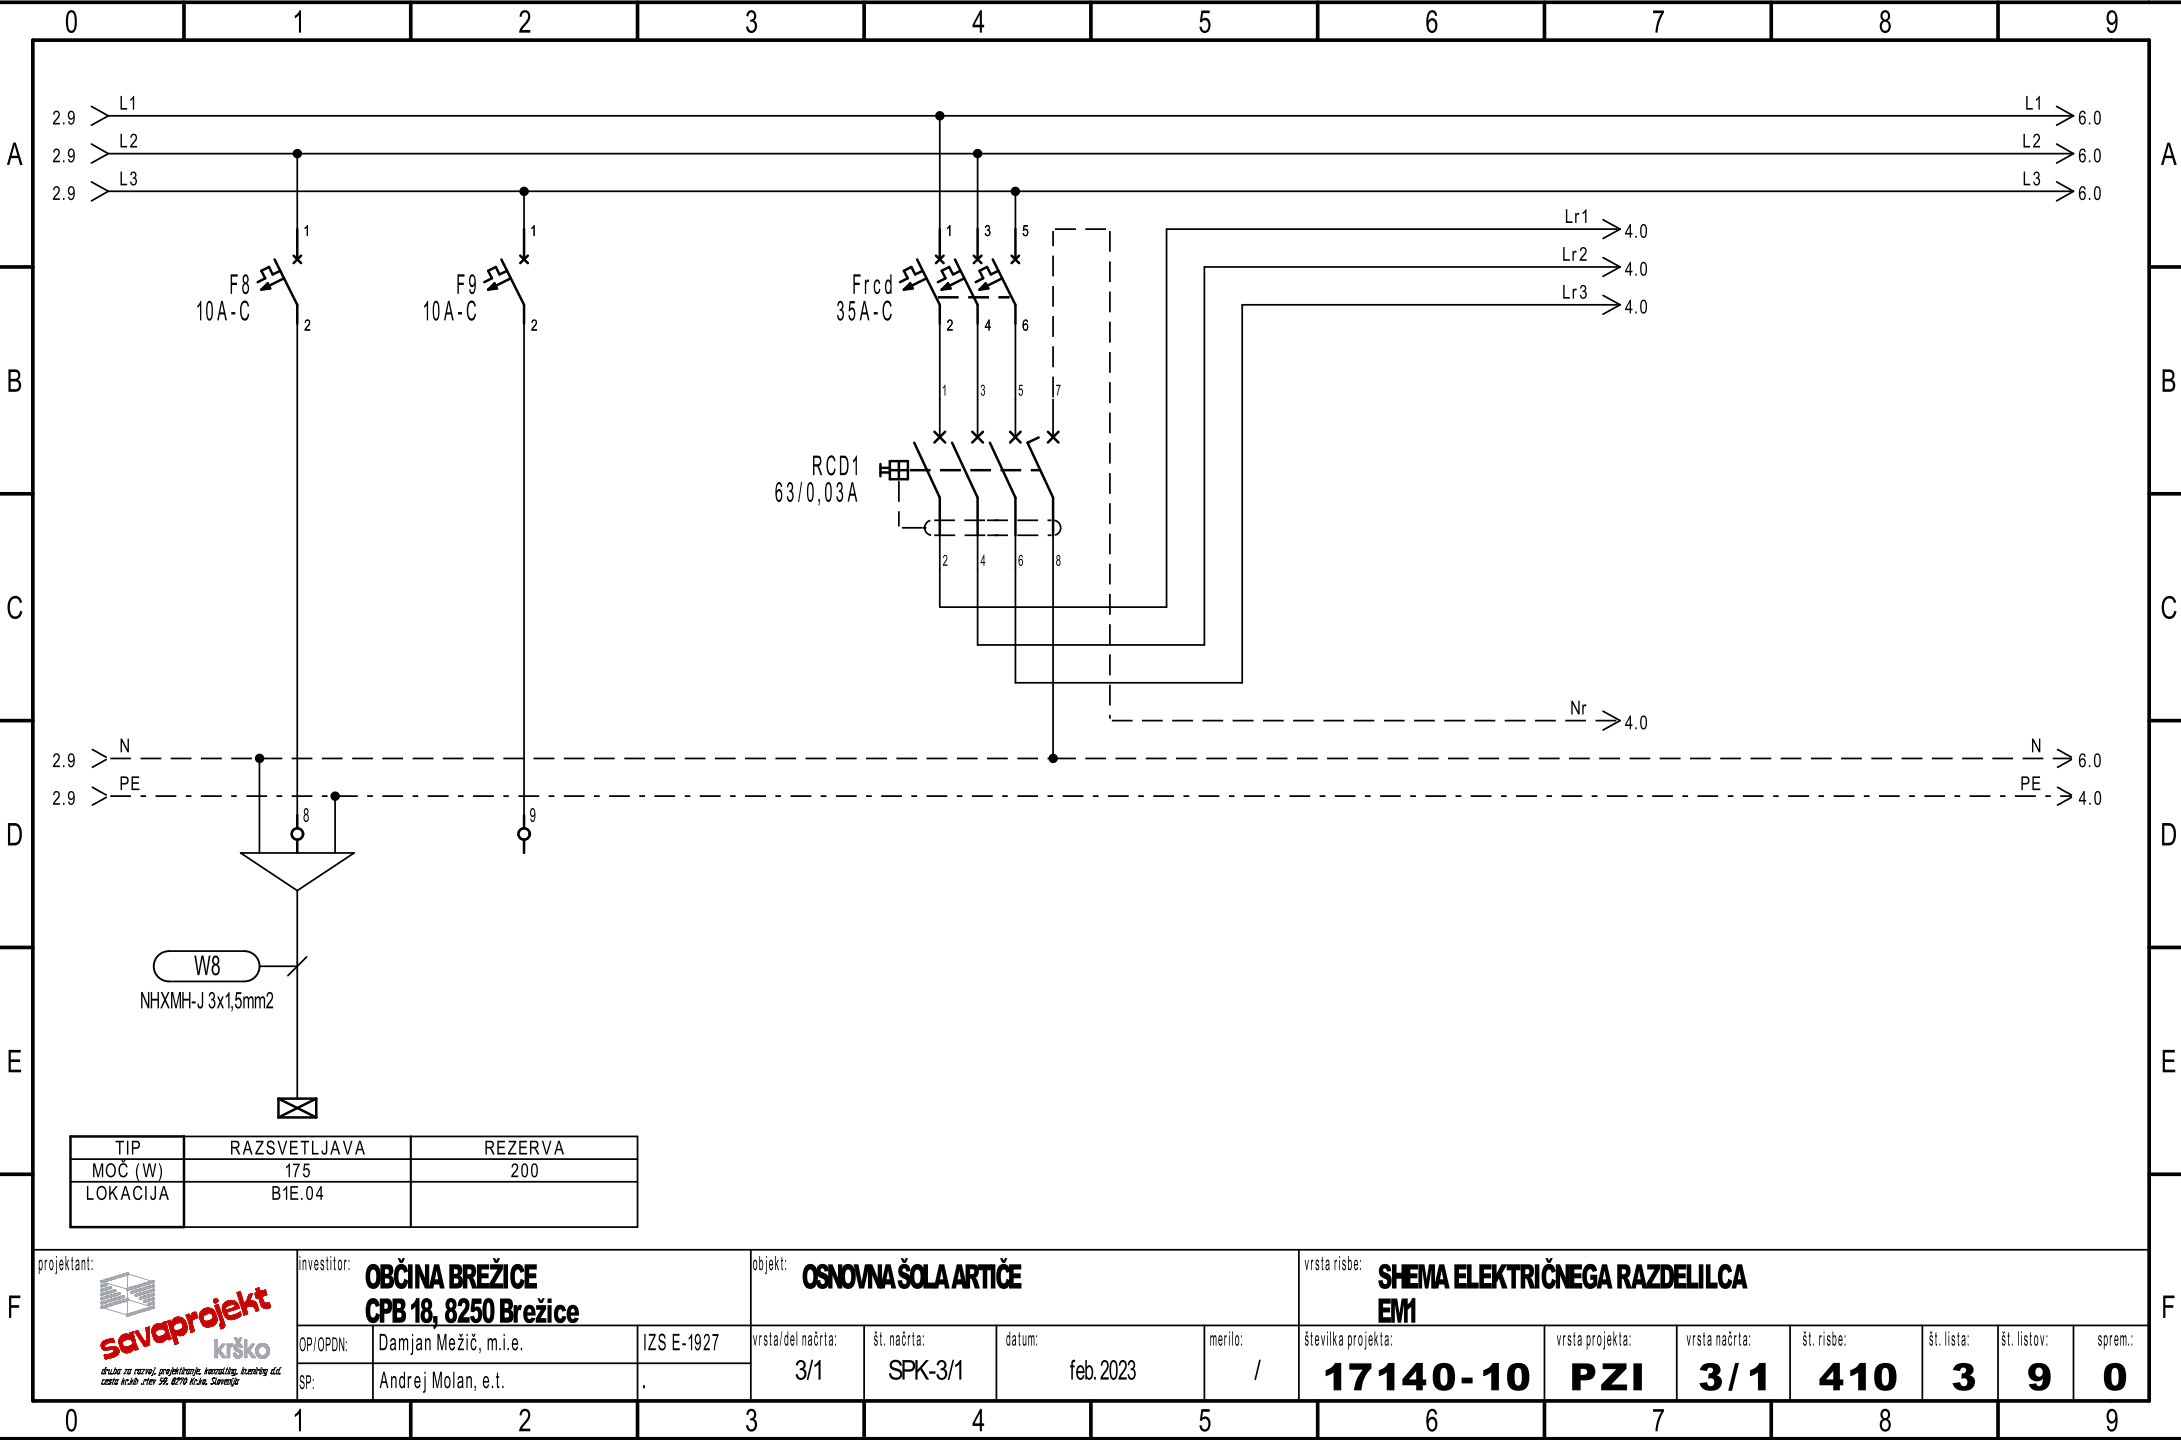 0 1 2 3 4 5 6 7 8 9
2.9 L1 L1 6.0
A 2.9 L2 L2 6.0 A
2.9 L3 L3 6.0
Lr1 4.0
1 1 1 3 5
Lr2 4.0
F8 F9 Frcd
Lr3 4.0
10A-C 10A-C 35A-C
2 2 2 4 6
B 1 3 5 7 B
RCD1
63/0,03A
2 4 6 8
C C
Nr 4.0
2.9 N N 6.0
2.9 PE PE 4.0
8 9
D D
W8
NHXMH-J 3x1,5mm2
E E
TIP RAZSVETLJAVA REZERVA
MOČ (W) 175 200
LOKACIJA B1E.04
projektant: investitor: OBČINA BREŽICE objekt: OSNOVNA ŠOLA ARTIČE vrsta risbe: SHEMA ELEKTRIČNEGA RAZDELILCA
F CPB 18, 8250 Brežice EM1 F
savaprojekt
krško
OP/OPDN: Damjan Mežič, m.i.e. IZS E-1927 vrsta/del načrta: št. načrta: datum: merilo: številka projekta: vrsta projekta: vrsta načrta: št. risbe: št. lista: št. listov: sprem.:
3/1 SPK-3/1 feb. 2023 / 17140-10 PZI 3/1 410 3 9 0
SP: Andrej Molan, e.t. .
0 1 2 3 4 5 6 7 8 9